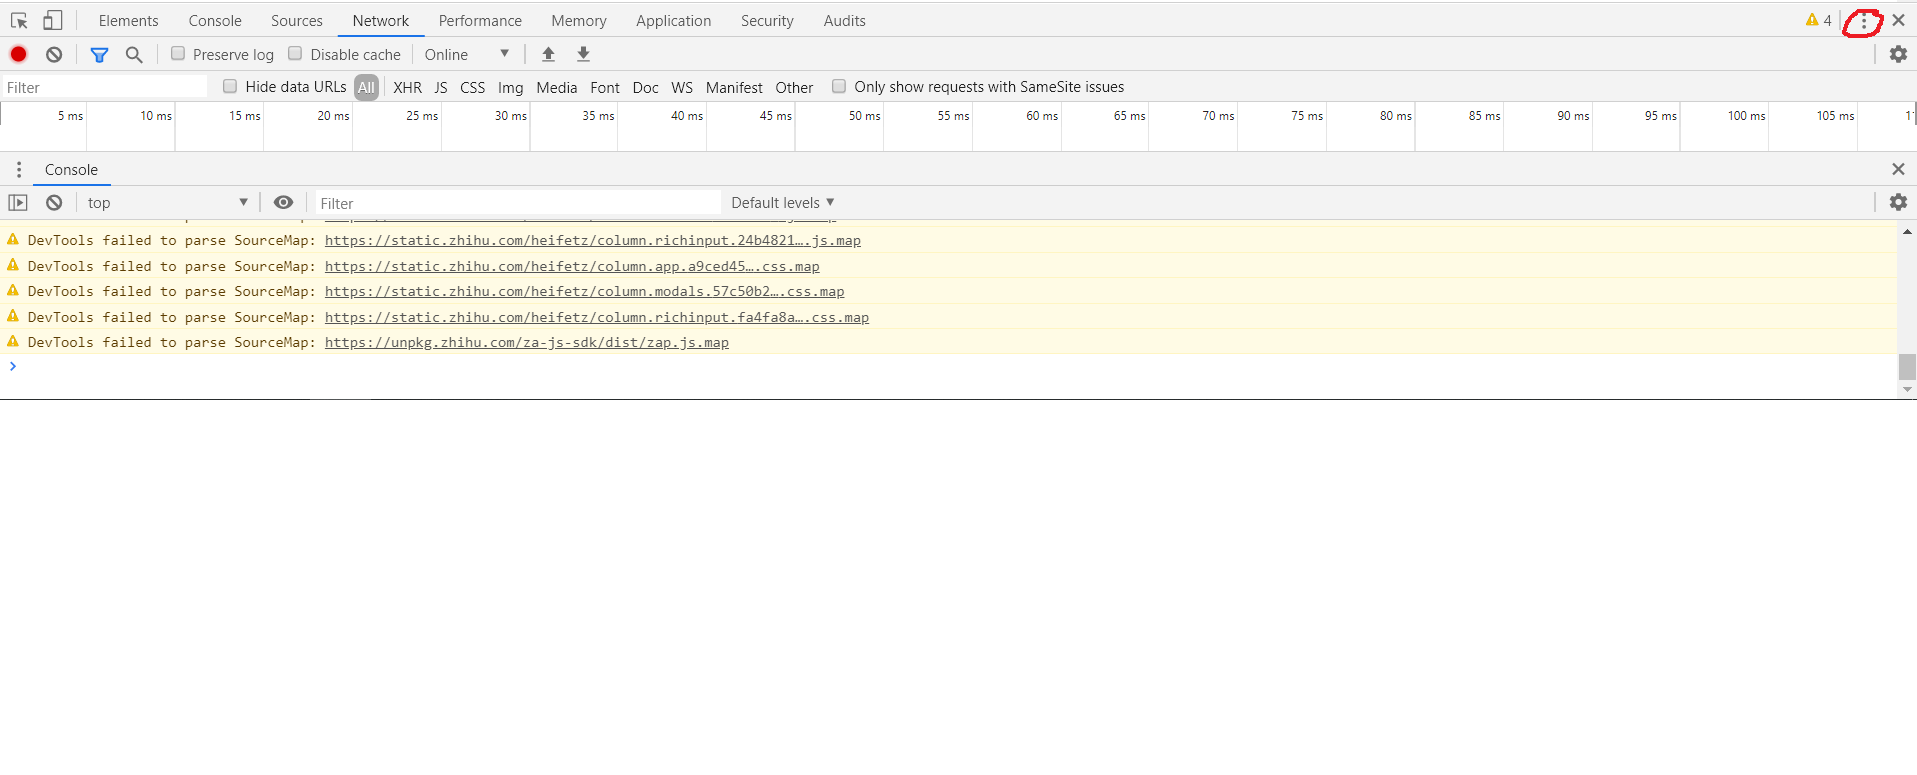 Elements Console Sources Network Performance Memory Application Security Audits 4
Preserve log Disable cache Online
Filter Hide data URLs All XHR JS CSS Img Media Font Doc WS Manifest Other Only show requests with SameSite issues
5 ms 10 ms 15 ms 20 ms 25 ms 30 ms 35 ms 40 ms 45 ms 50 ms 55 ms 60 ms 65 ms 70 ms 75 ms 80 ms 85 ms 90 ms 95 ms 100 ms 105 ms
Console
top Filter Default levels
DevTools failed to parse SourceMap: https://static.zhihu.com/heifetz/column.richinput.24b4821….js.map
DevTools failed to parse SourceMap: https://static.zhihu.com/heifetz/column.app.a9ced45….css.map
DevTools failed to parse SourceMap: https://static.zhihu.com/heifetz/column.modals.57c50b2….css.map
DevTools failed to parse SourceMap: https://static.zhihu.com/heifetz/column.richinput.fa4fa8a….css.map
DevTools failed to parse SourceMap: https://unpkg.zhihu.com/za-js-sdk/dist/zap.js.map